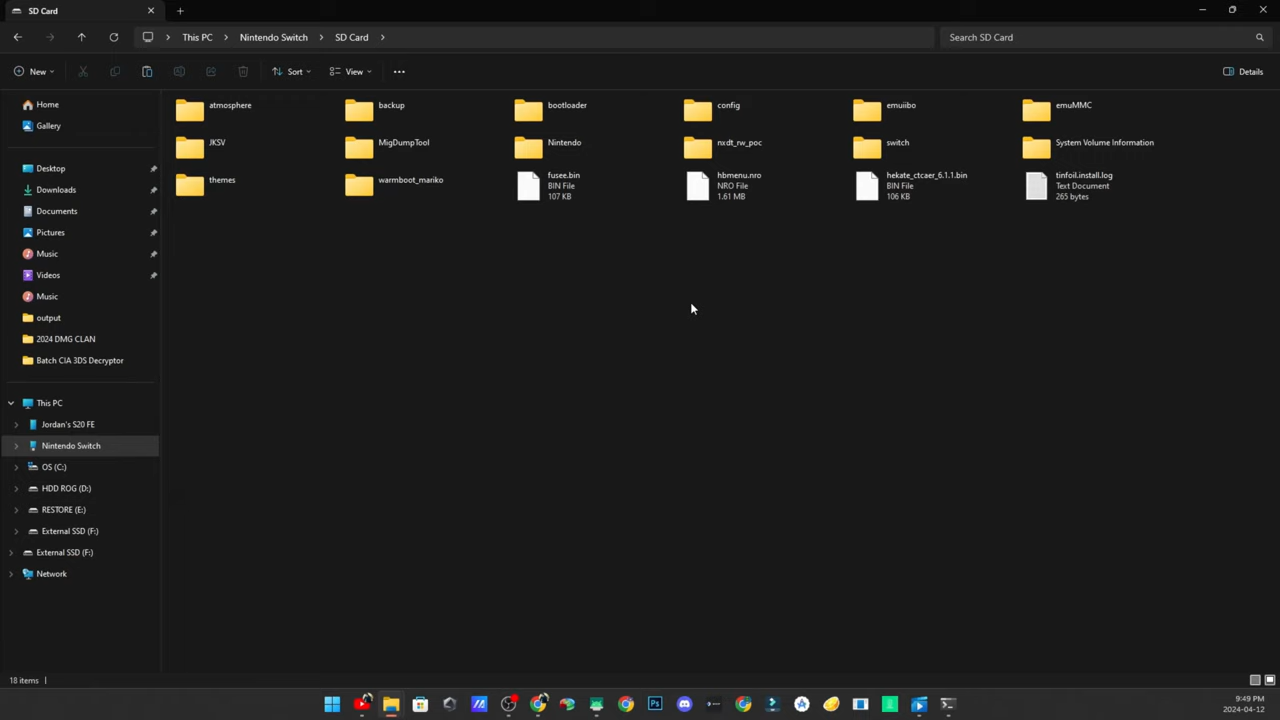 SD Card
This PC
Nintendo Switch
SD Card
Search SD Card
New
Sort
View
Details
Home
Gallery
Desktop
Downloads
Documents
Pictures
Music
Videos
Music
output
2024 DMG CLAN
Batch CIA 3DS Decryptor
This PC
Jordan's S20 FE
Nintendo Switch
OS (C:)
HDD ROG (D:)
RESTORE (E:)
External SSD (F:)
External SSD (F:)
Network
atmosphere
backup
bootloader
config
emuiibo
emuMMC
JKSV
MigDumpTool
Nintendo
nxdt_rw_poc
switch
System Volume Information
themes
warmboot_mariko
fusee.bin
BIN File
107 KB
hbmenu.nro
NRO File
1.61 MB
hekate_ctcaer_6.1.1.bin
BIN File
106 KB
tinfoil.install.log
Text Document
265 bytes
18 items
9:49 PM
2024-04-12